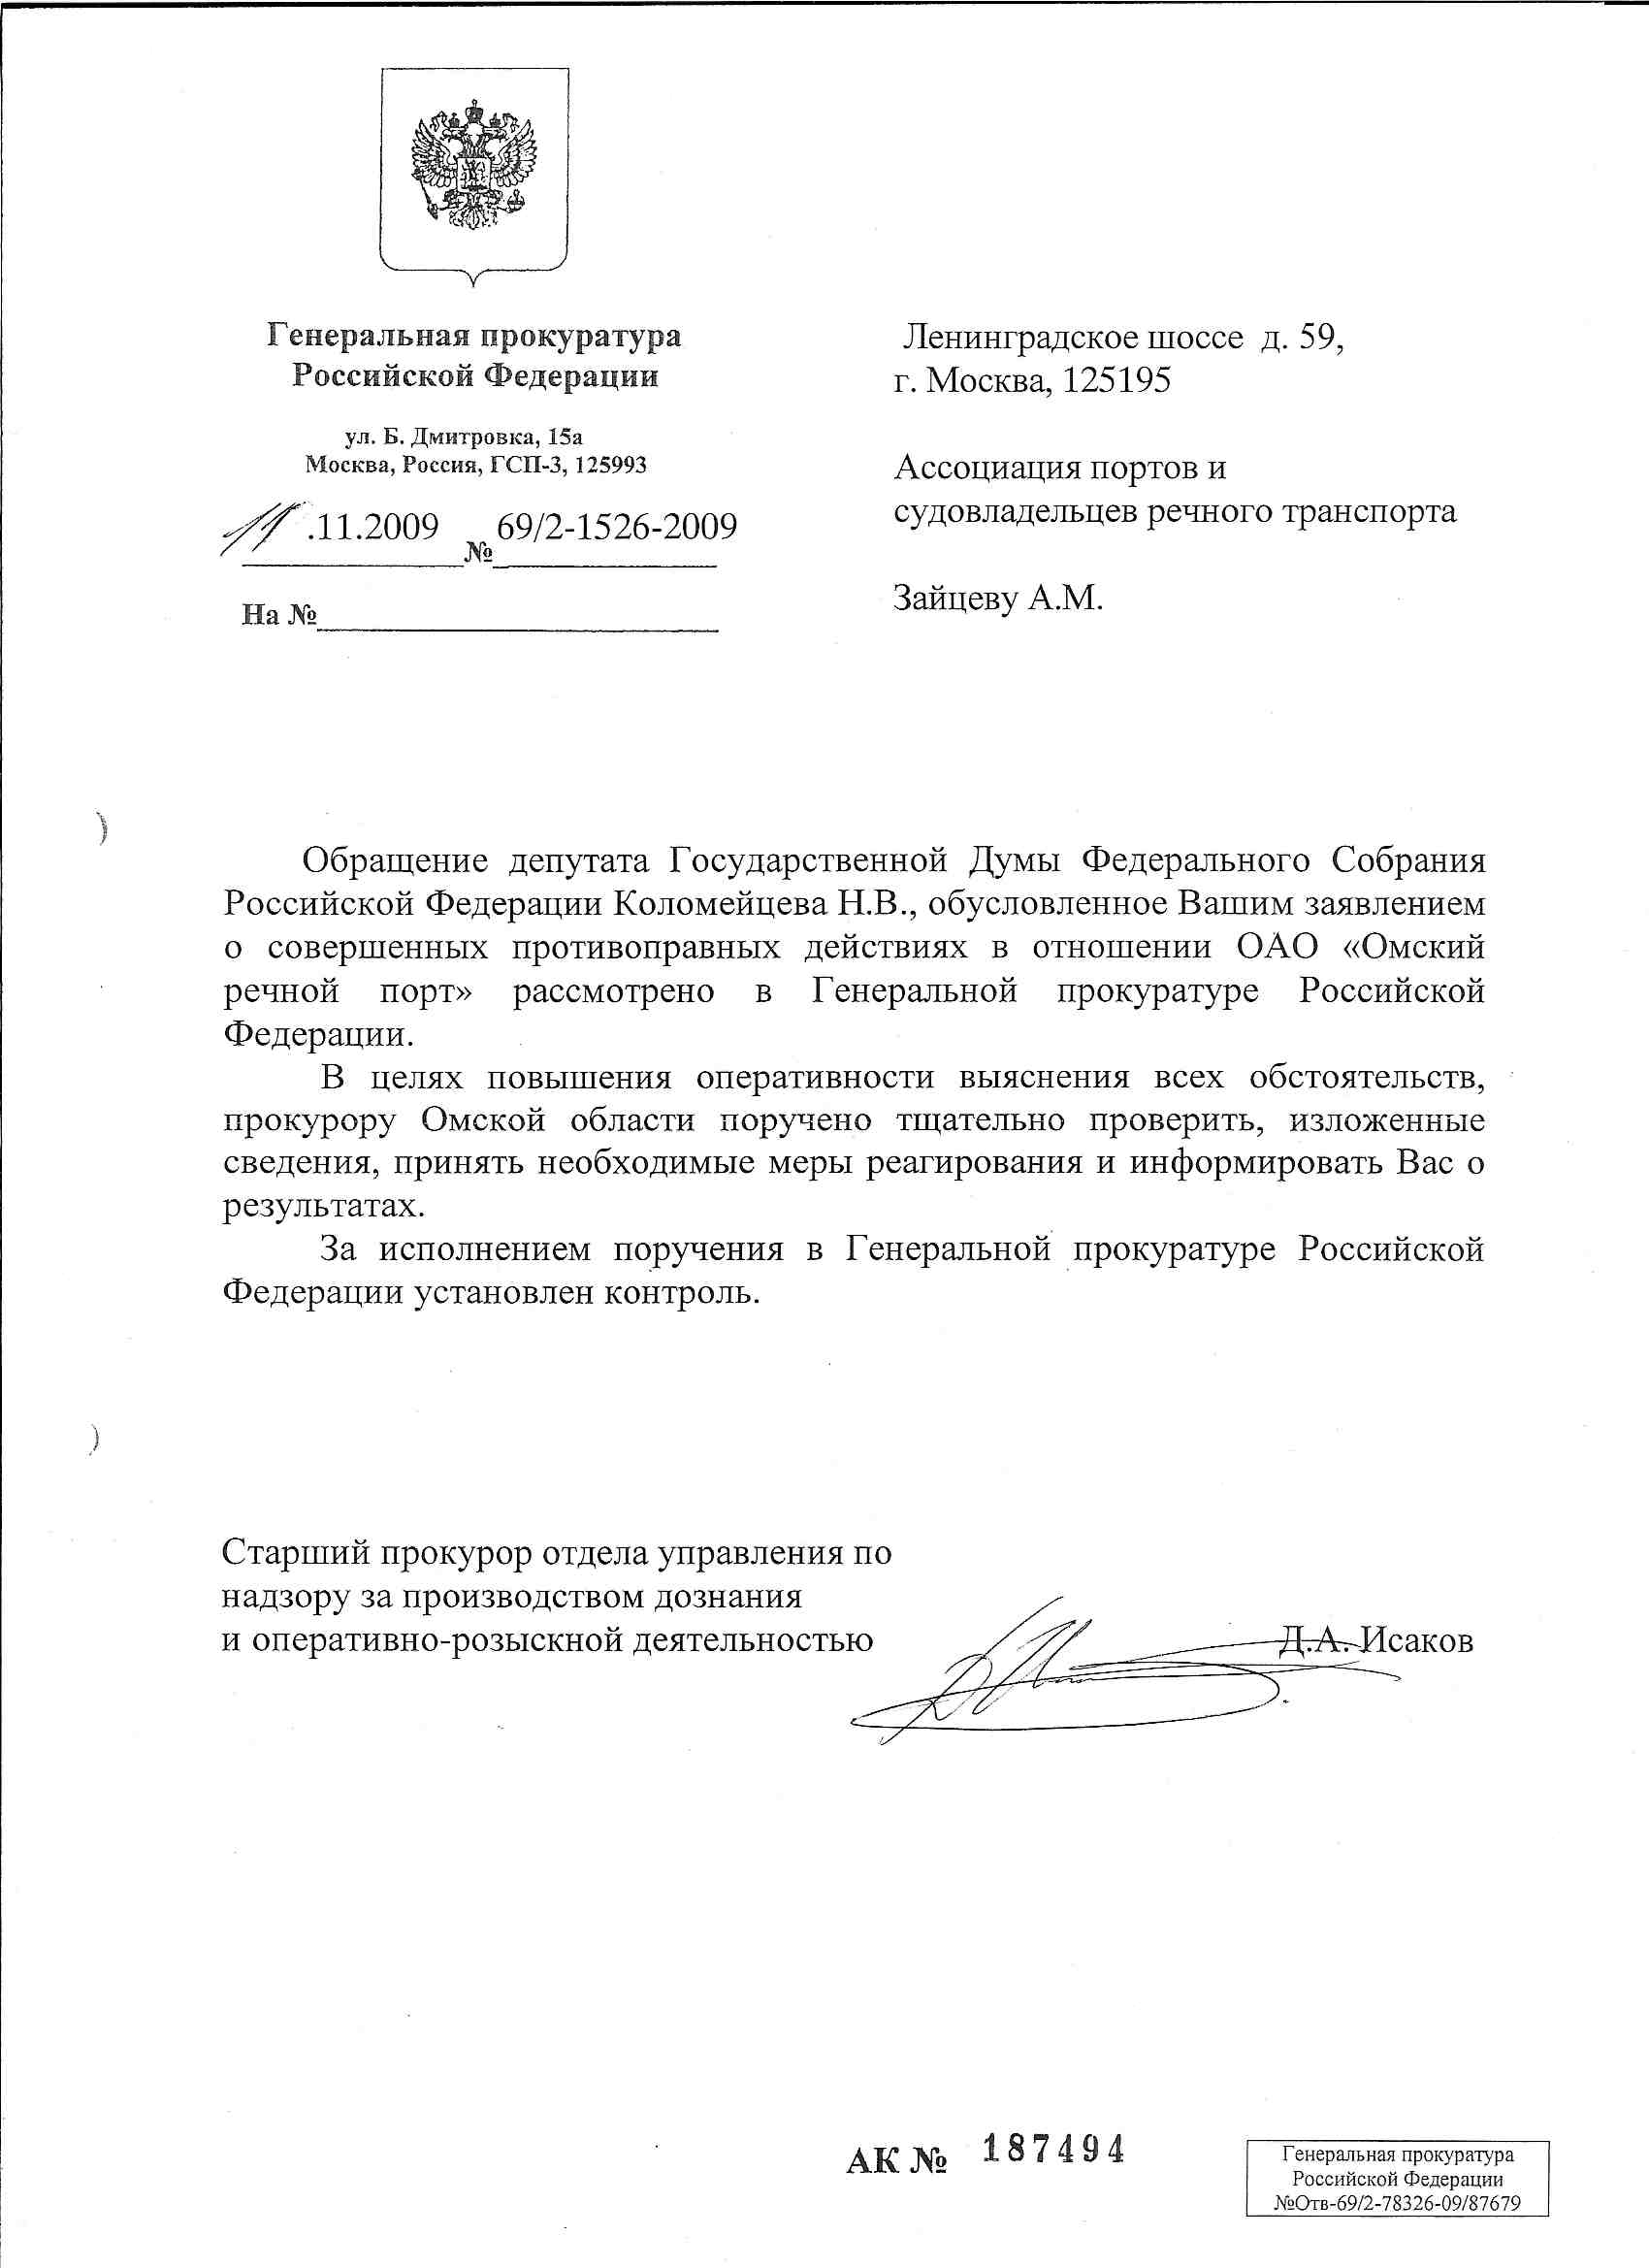 Генеральная прокуратура
Российской Федерации
ул. Б. Дмитровка, 15а
Москва, Россия, ГСП-3, 125993
11.11.2009 № 69/2-1526-2009
На №
Ленинградское шоссе д. 59,
г. Москва, 125195
Ассоциация портов и
судовладельцев речного транспорта
Зайцеву А.М.
Обращение депутата Государственной Думы Федерального Собрания
Российской Федерации Коломейцева Н.В., обусловленное Вашим заявлением
о совершенных противоправных действиях в отношении ОАО «Омский
речной порт» рассмотрено в Генеральной прокуратуре Российской
Федерации.
В целях повышения оперативности выяснения всех обстоятельств,
прокурору Омской области поручено тщательно проверить, изложенные
сведения, принять необходимые меры реагирования и информировать Вас о
результатах.
За исполнением поручения в Генеральной прокуратуре Российской
Федерации установлен контроль.
Старший прокурор отдела управления по
надзору за производством дознания
и оперативно-розыскной деятельностью Д.А. Исаков
АК № 187494
Генеральная прокуратура
Российской Федерации
№Отв-69/2-78326-09/87679